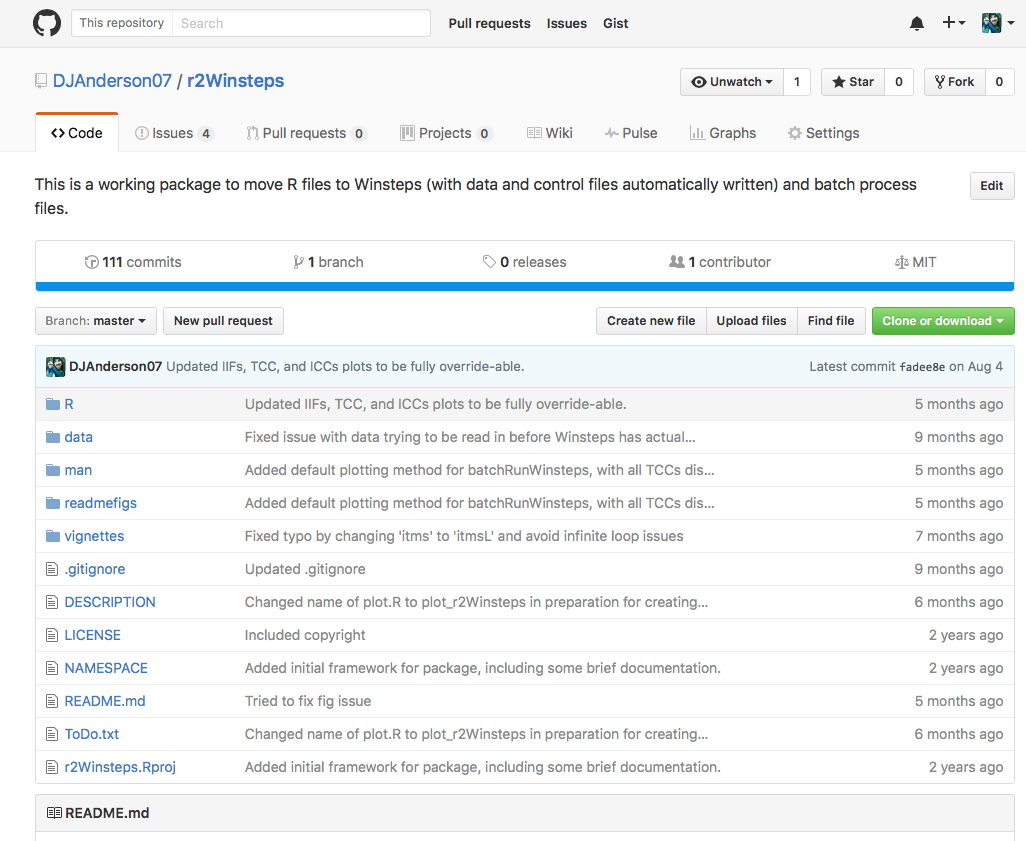 This repository Search Pull requests Issues Gist
DJAnderson07 / r2Winsteps Unwatch 1 Star 0 Fork 0
Code Issues 4 Pull requests 0 Projects 0 Wiki Pulse Graphs Settings
This is a working package to move R files to Winsteps (with data and control files automatically written) and batch process Edit
files.
111 commits 1 branch 0 releases 1 contributor MIT
Branch: master New pull request Create new file Upload files Find file Clone or download
DJAnderson07 Updated IIFs, TCC, and ICCs plots to be fully override-able. Latest commit fadee8e on Aug 4
R Updated IIFs, TCC, and ICCs plots to be fully override-able. 5 months ago
data Fixed issue with data trying to be read in before Winsteps has actual... 9 months ago
man Added default plotting method for batchRunWinsteps, with all TCCs dis... 5 months ago
readmefigs Added default plotting method for batchRunWinsteps, with all TCCs dis... 5 months ago
vignettes Fixed typo by changing 'itms' to 'itmsL' and avoid infinite loop issues 7 months ago
.gitignore Updated .gitignore 9 months ago
DESCRIPTION Changed name of plot.R to plot_r2Winsteps in preparation for creating... 6 months ago
LICENSE Included copyright 2 years ago
NAMESPACE Added initial framework for package, including some brief documentation. 2 years ago
README.md Tried to fix fig issue 5 months ago
ToDo.txt Changed name of plot.R to plot_r2Winsteps in preparation for creating... 6 months ago
r2Winsteps.Rproj Added initial framework for package, including some brief documentation. 2 years ago
README.md